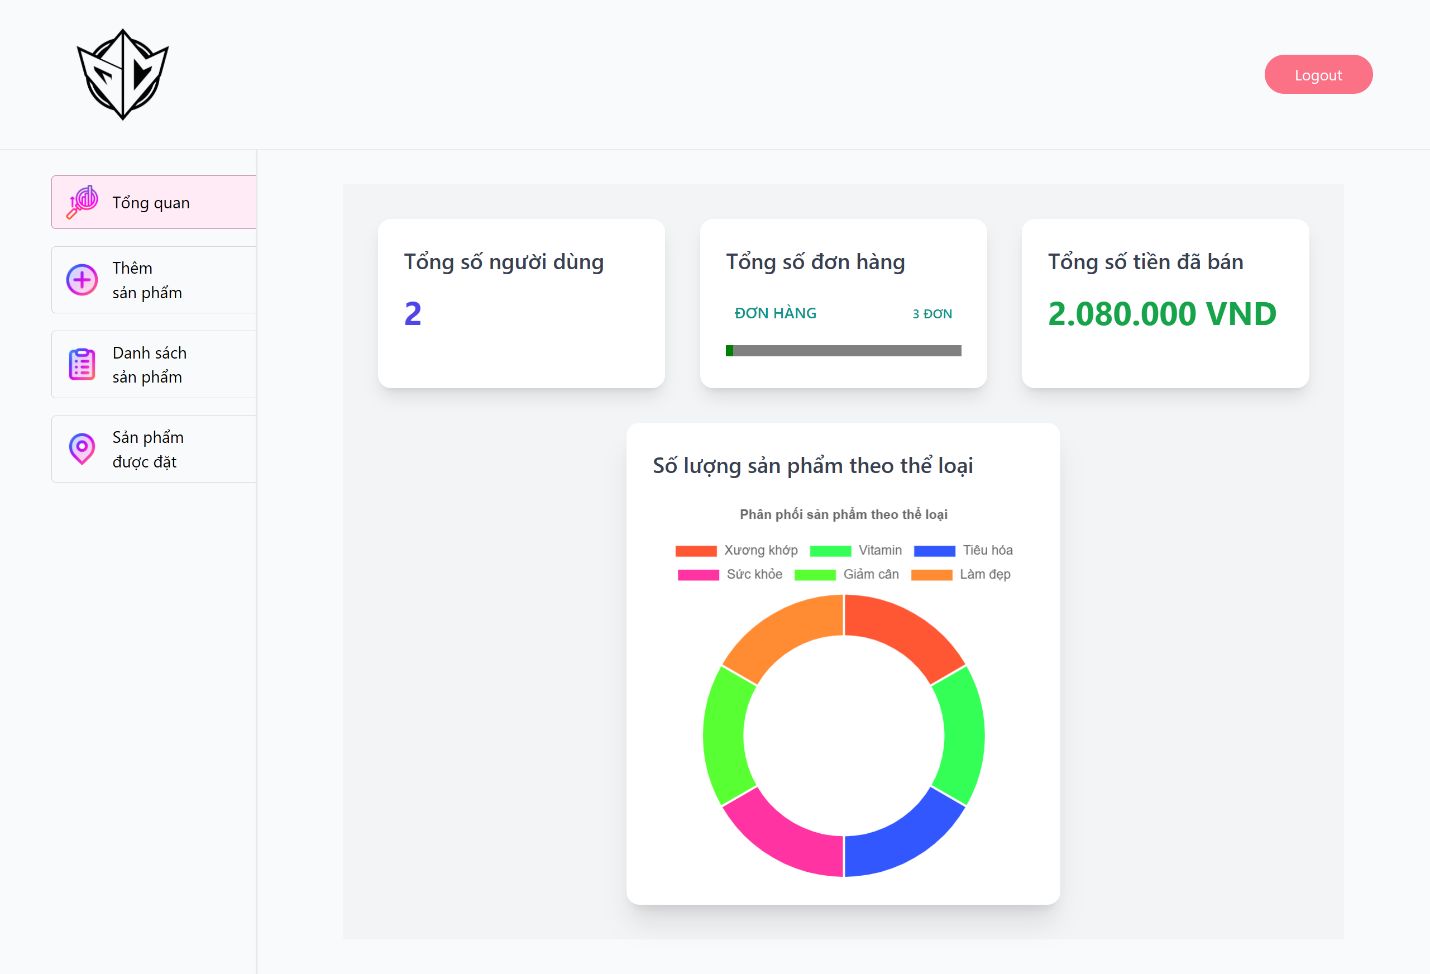 Logout
Tổng quan
Thêm
sản phẩm
Danh sách
sản phẩm
Sản phẩm
được đặt
Tổng số người dùng
2
Tổng số đơn hàng
ĐƠN HÀNG
3 ĐƠN
Tổng số tiền đã bán
2.080.000 VND
Số lượng sản phẩm theo thể loại
Phân phối sản phẩm theo thể loại
Xương khớp Vitamin Tiêu hóa
Sức khỏe Giảm cân Làm đẹp